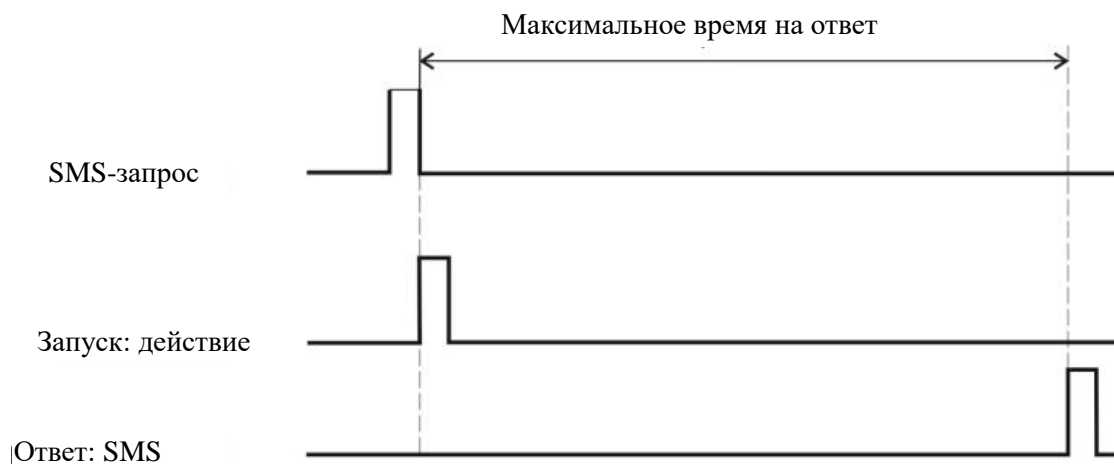 Максимальное время на ответ
SMS-запрос
Запуск: действие
Ответ: SMS